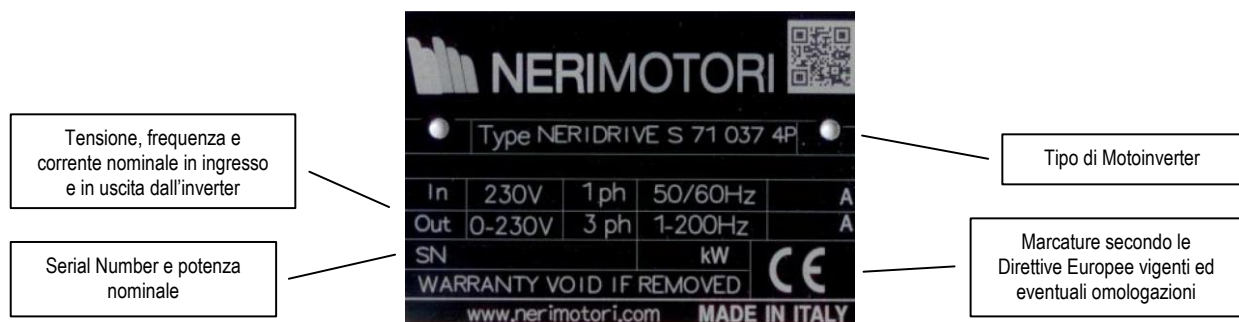 NERIMOTORI
Type NERIDRIVE S 71 037 4P
In 230V 1 ph 50/60Hz A
Out 0-230V 3 ph 1-200Hz A
SN kW
WARRANTY VOID IF REMOVED CE
www.nerimotori.com MADE IN ITALY
Tensione, frequenza e
corrente nominale in ingresso
e in uscita dall'inverter
Serial Number e potenza
nominale
Tipo di Motoinverter
Marcature secondo le
Direttive Europee vigenti ed
eventuali omologazioni